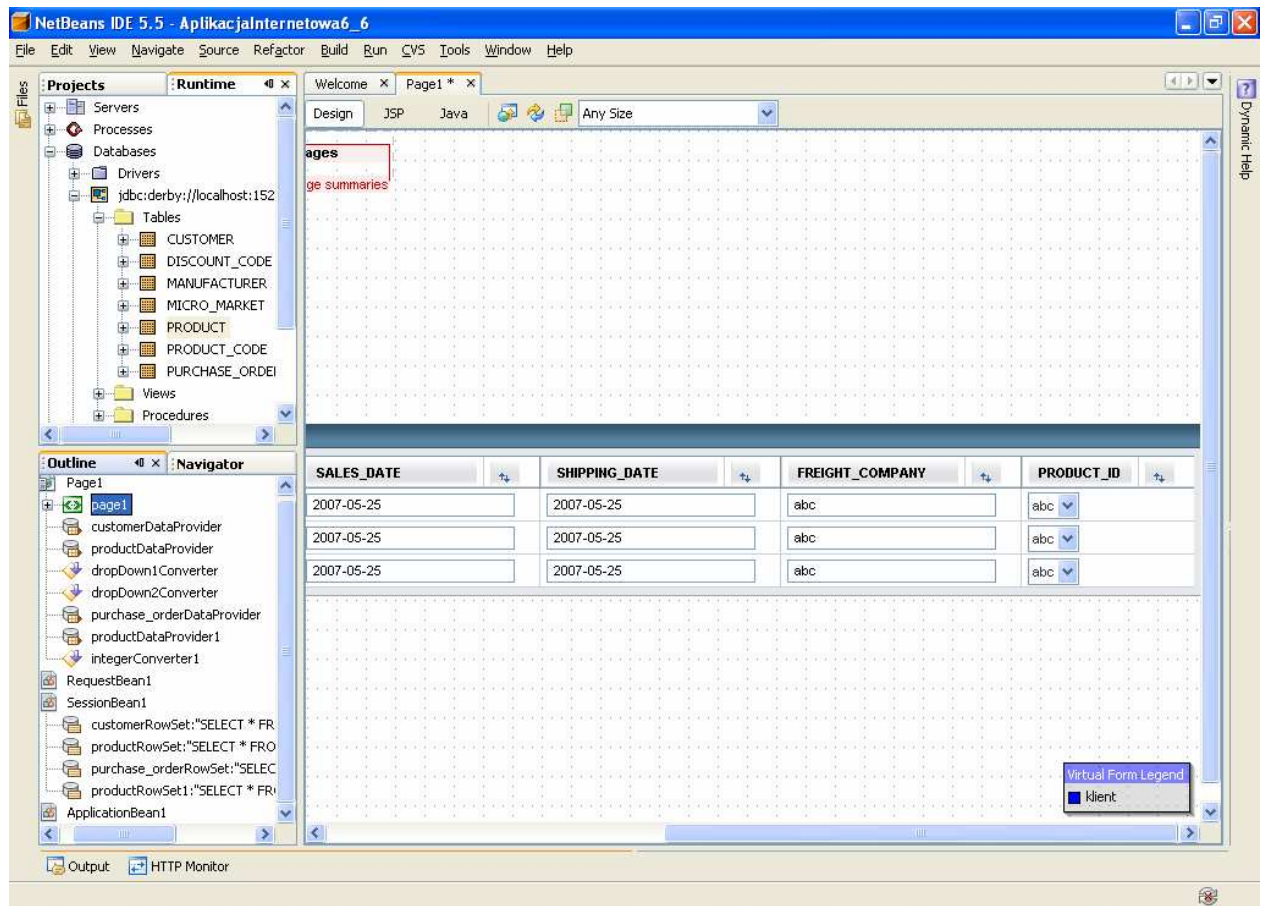 NetBeans IDE 5.5 - AplikacjaInternetowa6_6
File Edit View Navigate Source Refactor Build Run CVS Tools Window Help
Files
Projects Runtime
Servers
Processes
Databases
Drivers
jdbc:derby://localhost:152
Tables
CUSTOMER
DISCOUNT_CODE
MANUFACTURER
MICRO_MARKET
PRODUCT
PRODUCT_CODE
PURCHASE_ORDE
Views
Procedures
Outline Navigator
Page1
page1
customerDataProvider
productDataProvider
dropDown1Converter
dropDown2Converter
purchase_orderDataProvider
productDataProvider1
integerConverter1
RequestBean1
SessionBean1
customerRowSet:"SELECT * FR
productRowSet:"SELECT * FRO
purchase_orderRowSet:"SELEC
productRowSet1:"SELECT * FR
ApplicationBean1
Welcome Page1 *
Design JSP Java Any Size
ages
ge summaries
SALES_DATE SHIPPING_DATE FREIGHT_COMPANY PRODUCT_ID
2007-05-25 2007-05-25 abc abc
2007-05-25 2007-05-25 abc abc
2007-05-25 2007-05-25 abc abc
Virtual Form Legend
klient
Dynamic Help
Output HTTP Monitor